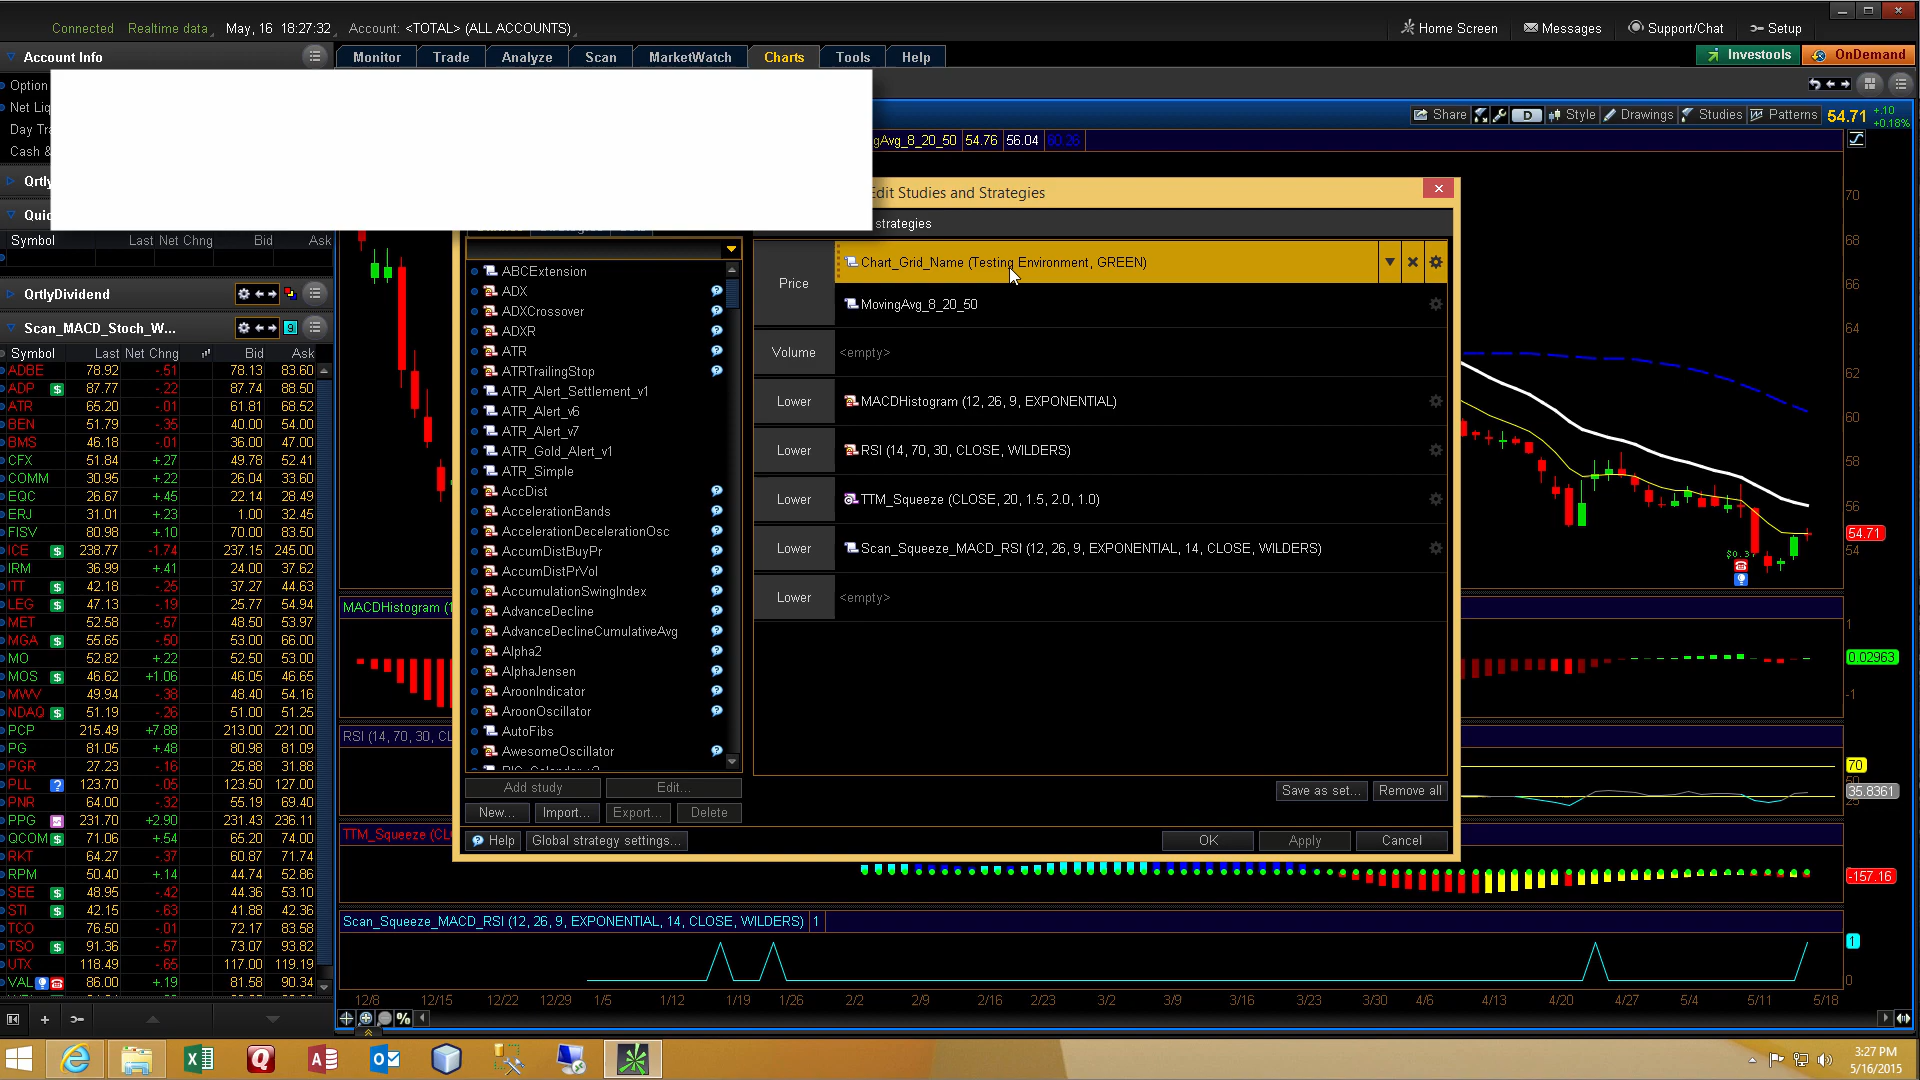 Connected Realtime data May, 16 18:27:32 Account: <TOTAL> (ALL ACCOUNTS)
Home Screen Messages Support/Chat Setup
Account Info
Monitor Trade Analyze Scan MarketWatch Charts Tools Help
Investools OnDemand
Option
Net Liq
Day Tra
Cash &
Qrtly
Quic
Symbol Last Net Chng Bid Ask
QrtlyDividend
Scan_MACD_Stoch_W...
9
Symbol Last Net Chng Bid Ask
ADBE 78.92 -.51 78.13 83.60
ADP $ 87.77 -.22 87.74 88.50
ATR 65.20 -.01 61.81 68.52
BEN 51.79 -.35 40.00 54.00
BMS 46.18 -.01 36.00 47.00
CFX 51.84 +.27 49.78 52.41
COMM 30.95 +.22 26.04 33.60
EQC 26.67 +.45 22.14 28.49
ERJ 31.01 +.23 1.00 32.45
FISV 80.98 +.10 70.00 83.50
ICE $ 238.77 -1.74 237.15 245.00
IRM 36.99 +.41 24.00 37.62
ITT $ 42.18 -.25 37.27 44.63
LEG $ 47.13 -.19 25.77 54.94
MET 52.58 -.57 48.50 53.97
MGA $ 55.65 -.50 53.00 66.00
MO 52.82 +.22 52.50 53.00
MOS $ 46.62 +1.06 46.05 46.65
MWV 49.94 -.38 48.40 54.16
NDAQ $ 51.19 -.26 51.00 51.25
PCP 215.49 +7.88 213.00 221.00
PG 81.05 +.48 80.98 81.09
PGR 27.23 -.16 25.88 31.88
PLL ? 123.70 -.05 123.50 127.00
PNR 64.00 -.32 55.19 69.40
PPG 231.70 +2.90 231.43 236.11
QCOM $ 71.06 +.54 65.20 74.00
RKT 64.27 -.37 60.87 71.74
RPM 50.40 +.14 44.74 52.86
SEE $ 48.95 -.42 44.36 53.10
STI $ 42.15 -.63 41.88 42.36
TCO 76.50 -.01 72.17 83.58
TSO $ 91.36 -.57 73.07 93.82
UTX 118.49 -.65 117.00 119.19
VAL 86.00 +.19 81.58 90.34
Share D Style Drawings Studies Patterns 54.71 +.10 +0.18%
gAvg_8_20_50 54.76 56.04 60.26
Edit Studies and Strategies
strategies
ABCExtension
ADX
ADXCrossover
ADXR
ATR
ATRTrailingStop
ATR_Alert_Settlement_v1
ATR_Alert_v6
ATR_Alert_v7
ATR_Gold_Alert_v1
ATR_Simple
AccDist
AccelerationBands
AccelerationDecelerationOsc
AccumDistBuyPr
AccumDistPrVol
AccumulationSwingIndex
AdvanceDecline
AdvanceDeclineCumulativeAvg
Alpha2
AlphaJensen
AroonIndicator
AroonOscillator
AutoFibs
AwesomeOscillator
Add study Edit...
New... Import... Export... Delete
Help Global strategy settings...
Price Chart_Grid_Name (Testing Environment, GREEN)
MovingAvg_8_20_50
Volume <empty>
Lower MACDHistogram (12, 26, 9, EXPONENTIAL)
Lower RSI (14, 70, 30, CLOSE, WILDERS)
Lower TTM_Squeeze (CLOSE, 20, 1.5, 2.0, 1.0)
Lower Scan_Squeeze_MACD_RSI (12, 26, 9, EXPONENTIAL, 14, CLOSE, WILDERS)
Lower <empty>
Save as set... Remove all
OK Apply Cancel
70
68
66
64
62
60
58
56
54.71
54
MACDHistogram (1
1
0.02963
-1
RSI (14, 70, 30, CL
70
35.8361
TTM_Squeeze (CL
-157.16
Scan_Squeeze_MACD_RSI (12, 26, 9, EXPONENTIAL, 14, CLOSE, WILDERS) 1
1
0
12/8 12/15 12/22 12/29 1/5 1/12 1/19 1/26 2/2 2/9 2/16 2/23 3/2 3/9 3/16 3/23 3/30 4/6 4/13 4/20 4/27 5/4 5/11 5/18
%
3:27 PM
5/16/2015